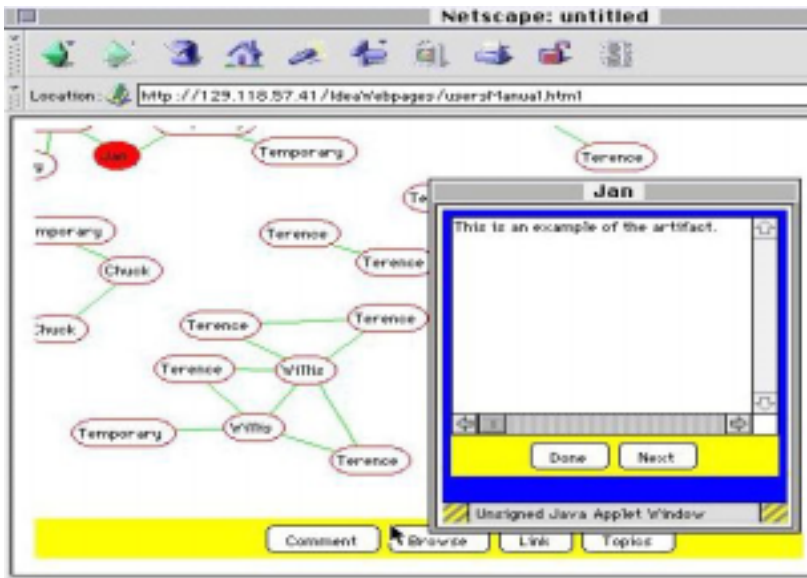 Netscape: untitled
Location: http://129.118.57.41/IdeaWebpages/usersManual.html
Jan
Temporary
Terence
Jan
This is an example of the artifact.
mporary
Terence
Chuck
Terence
Chuck
Terence
Terence
Terence
Willis
Willis
Temporary
Terence
Done
Next
Unsigned Java Applet Window
Comment
Browse
Link
Topics